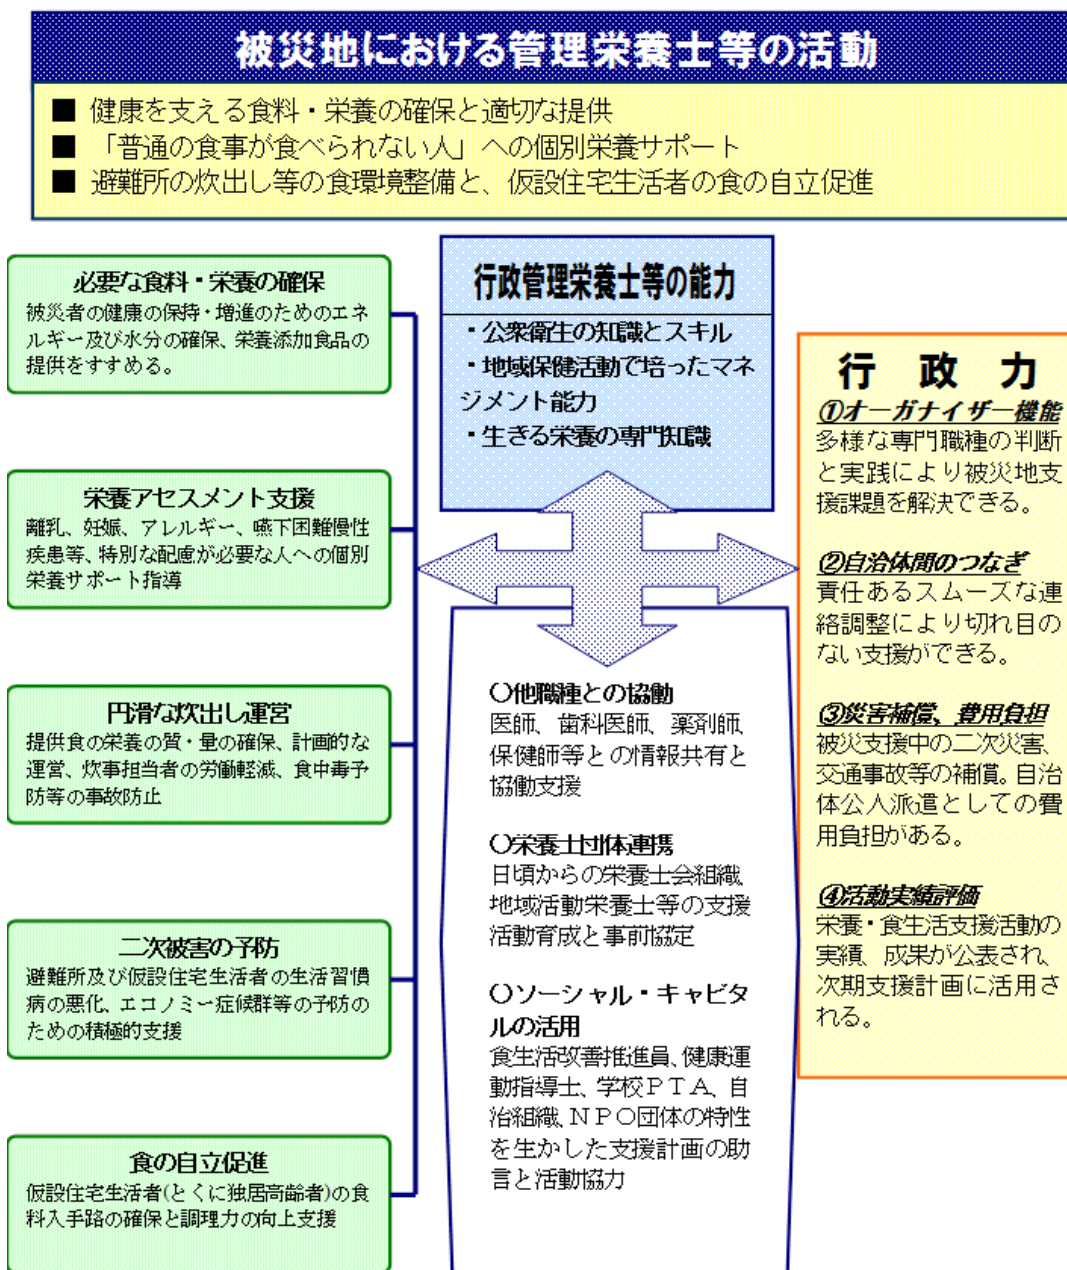 被災地における管理栄養士等の活動
■ 健康を支える食料・栄養の確保と適切な提供
■ 「普通の食事が食べられない人」への個別栄養サポート
■ 避難所の炊出し等の食環境整備と、仮設住宅生活者の食の自立促進
必要な食料・栄養の確保
被災者の健康の保持・増進のためのエネ
ルギー及び水分の確保、栄養添加食品の
提供をすすめる。
栄養アセスメント支援
離乳、妊娠、アレルギー、嚥下困難慢性
疾患等、特別な配慮が必要な人への個別
栄養サポート指導
円滑な炊出し運営
提供食の栄養の質・量の確保、計画的な
運営、炊事担当者の労働軽減、食中毒予
防等の事故防止
二次被害の予防
避難所及び仮設住宅生活者の生活習慣
病の悪化、エコノミー症候群等の予防の
ための積極的支援
食の自立促進
仮設住宅生活者(とくに独居高齢者)の食
料入手路の確保と調理力の向上支援
行政管理栄養士等の能力
・公衆衛生の知識とスキル
・地域保健活動で培ったマネ
ジメント能力
・生きる栄養の専門知識
〇他職種との協働
医師、歯科医師、薬剤師、
保健師等との情報共有と
協働支援
〇栄養士団体連携
日頃からの栄養士会組織、
地域活動栄養士等の支援
活動育成と事前協定
〇ソーシャル・キャピタ
ルの活用
食生活改善推進員、健康運
動指導士、学校ＰＴＡ、自
治組織、ＮＰＯ団体の特性
を生かした支援計画の助
言と活動協力
行 政 力
①オーガナイザー機能
多様な専門職種の判断
と実践により被災地支
援課題を解決できる。
②自治体間のつなぎ
責任あるスムーズな連
絡調整により切れ目の
ない支援ができる。
③災害補償、費用負担
被災支援中の二次災害、
交通事故等の補償。自治
体公人派遣としての費
用負担がある。
④活動実績評価
栄養・食生活支援活動の
実績、成果が公表され、
次期支援計画に活用さ
れる。